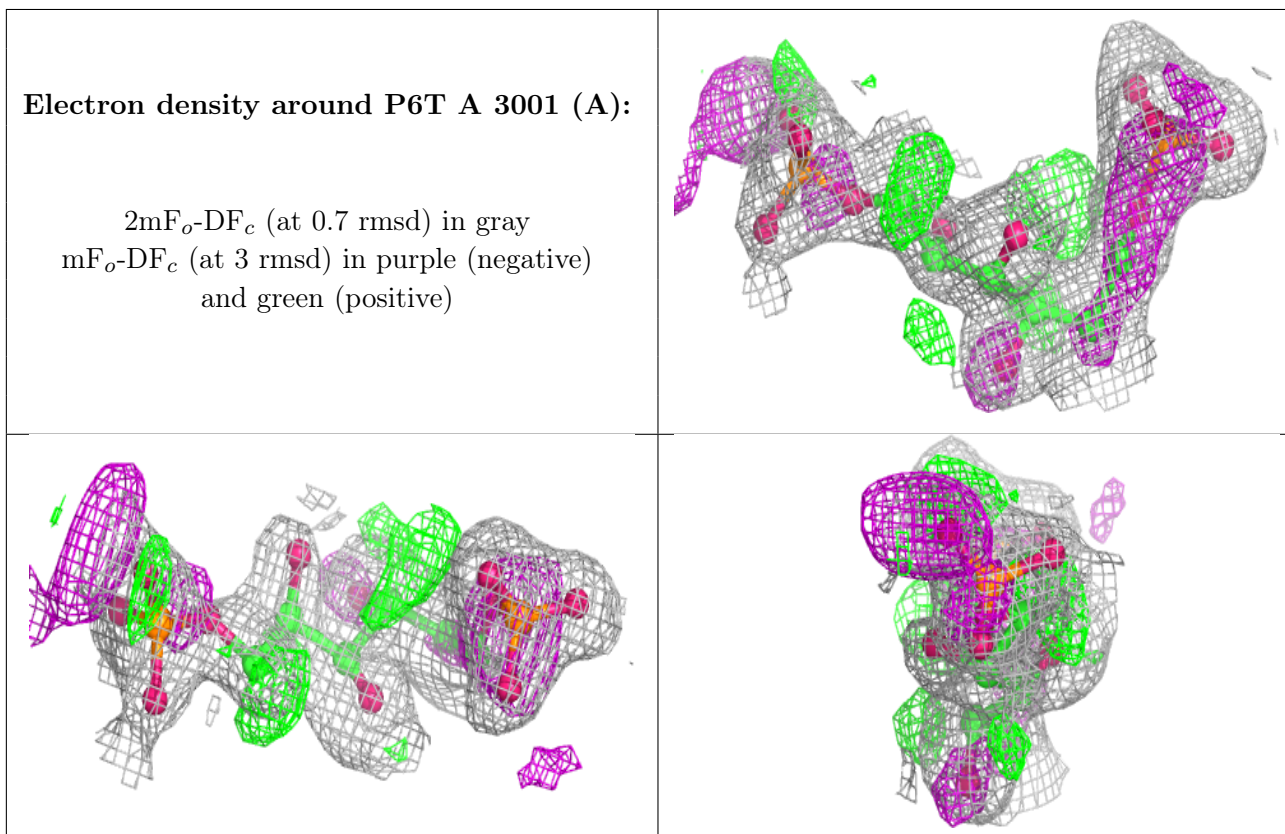 Electron density around P6T A 3001 (A):
2mFo-DFc (at 0.7 rmsd) in gray
mFo-DFc (at 3 rmsd) in purple (negative)
and green (positive)